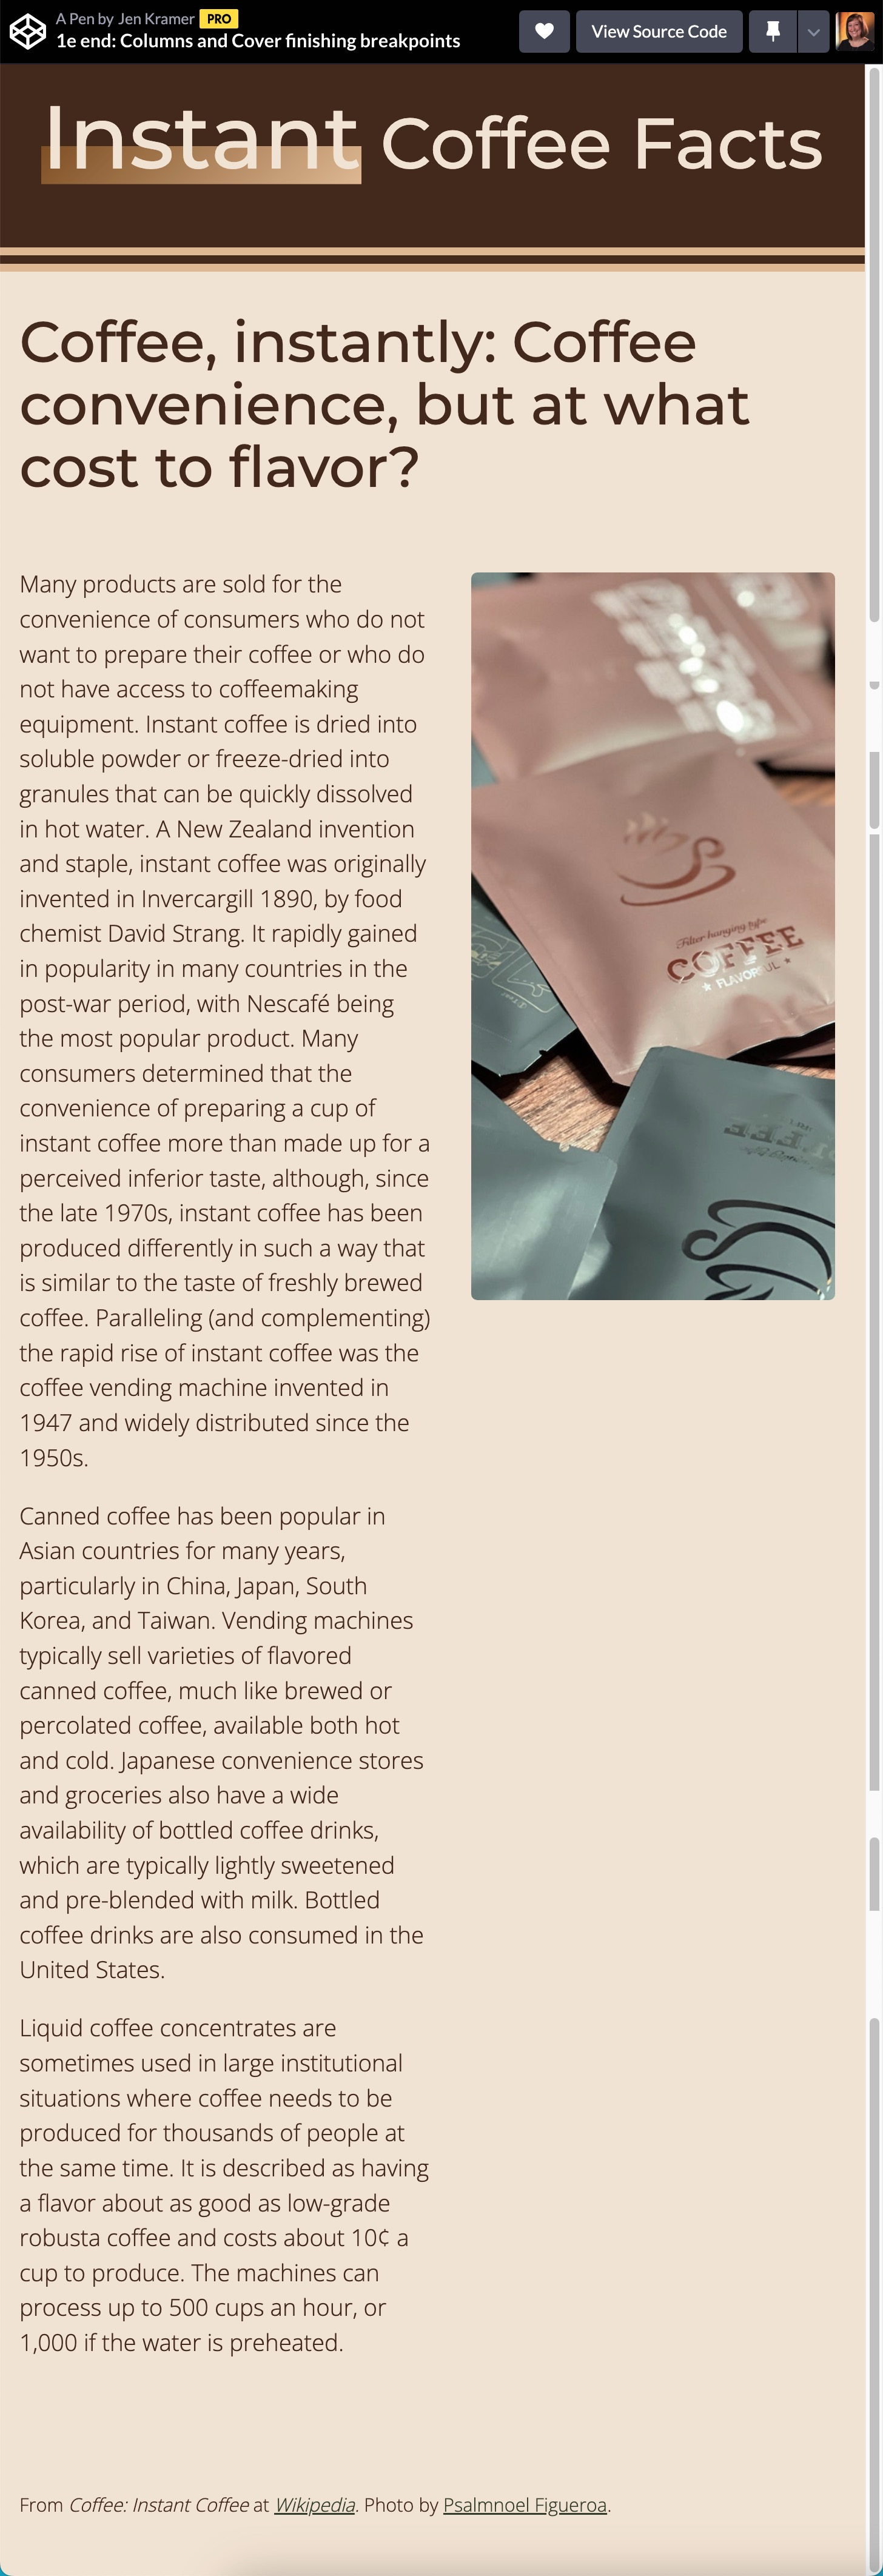 A Pen by Jen Kramer PRO
1e end: Columns and Cover finishing breakpoints
View Source Code
Instant Coffee Facts
Coffee, instantly: Coffee
convenience, but at what
cost to flavor?
Many products are sold for the
convenience of consumers who do not
want to prepare their coffee or who do
not have access to coffeemaking
equipment. Instant coffee is dried into
soluble powder or freeze-dried into
granules that can be quickly dissolved
in hot water. A New Zealand invention
and staple, instant coffee was originally
invented in Invercargill 1890, by food
chemist David Strang. It rapidly gained
in popularity in many countries in the
post-war period, with Nescafé being
the most popular product. Many
consumers determined that the
convenience of preparing a cup of
instant coffee more than made up for a
perceived inferior taste, although, since
the late 1970s, instant coffee has been
produced differently in such a way that
is similar to the taste of freshly brewed
coffee. Paralleling (and complementing)
the rapid rise of instant coffee was the
coffee vending machine invented in
1947 and widely distributed since the
1950s.
Canned coffee has been popular in
Asian countries for many years,
particularly in China, Japan, South
Korea, and Taiwan. Vending machines
typically sell varieties of flavored
canned coffee, much like brewed or
percolated coffee, available both hot
and cold. Japanese convenience stores
and groceries also have a wide
availability of bottled coffee drinks,
which are typically lightly sweetened
and pre-blended with milk. Bottled
coffee drinks are also consumed in the
United States.
Liquid coffee concentrates are
sometimes used in large institutional
situations where coffee needs to be
produced for thousands of people at
the same time. It is described as having
a flavor about as good as low-grade
robusta coffee and costs about 10¢ a
cup to produce. The machines can
process up to 500 cups an hour, or
1,000 if the water is preheated.
Filter hanging type
COFFEE
FLAVORFUL
From Coffee: Instant Coffee at Wikipedia. Photo by Psalmnoel Figueroa.